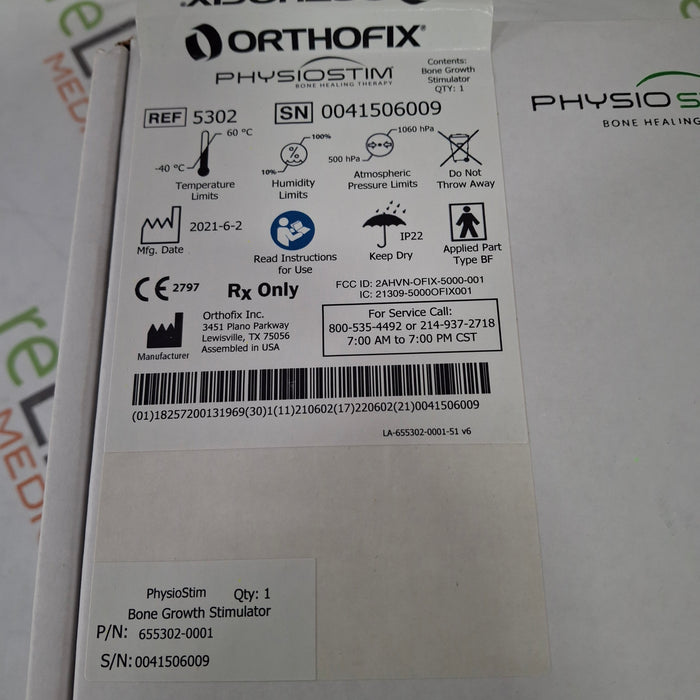 ORTHOFIX®
PHYSIOSTIM™
BONE HEALING THERAPY
Contents:
Bone Growth
Stimulator
QTY: 1
REF 5302
SN 0041506009
60 °C
-40 °C
Temperature
Limits
100%
%
10%
Humidity
Limits
1060 hPa
500 hPa
Atmospheric
Pressure Limits
Do Not
Throw Away
2021-6-2
Mfg. Date
Read Instructions
for Use
IP22
Keep Dry
Applied Part
Type BF
CE 2797
Rx Only
FCC ID: 2AHVN-OFIX-5000-001
IC: 21309-5000OFIX001
Manufacturer
Orthofix Inc.
3451 Plano Parkway
Lewisville, TX 75056
Assembled in USA
For Service Call:
800-535-4492 or 214-937-2718
7:00 AM to 7:00 PM CST
(01)18257200131969(30)1(11)210602(17)220602(21)0041506009
LA-655302-0001-51 v6
PhysioStim Qty: 1
Bone Growth Stimulator
P/N: 655302-0001
S/N: 0041506009
PHYSIOS
BONE HEALING